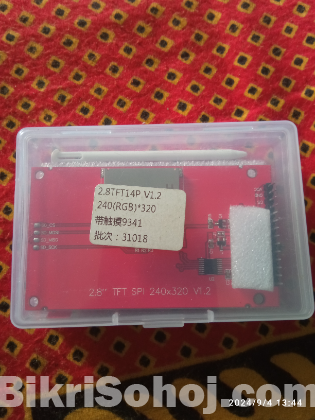 2.8TFT14P V1.2
240(RGB)*320
带触摸9341
批次：31018
2.8" TFT SPI 240x320 V1.2
2024/9/4 13:44
BikriSohoj.com